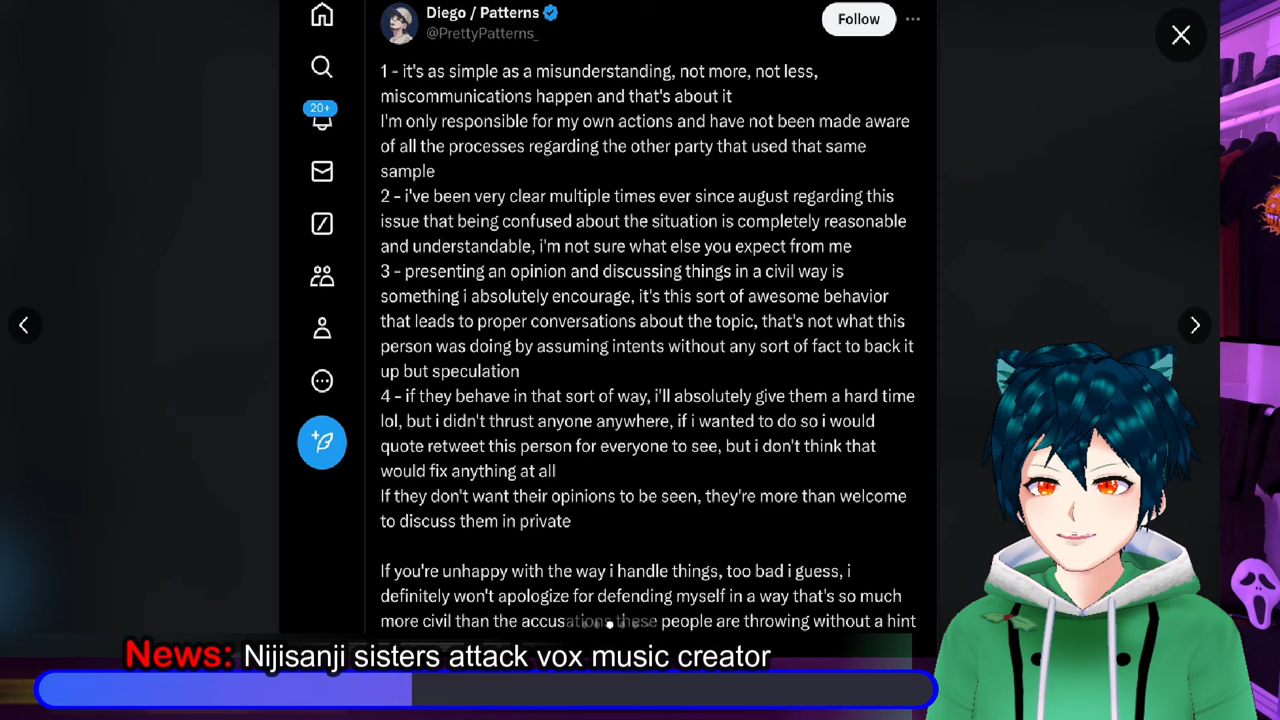 Diego / Patterns
@PrettyPatterns_
Follow
20+
1 - it's as simple as a misunderstanding, not more, not less,
miscommunications happen and that's about it
I'm only responsible for my own actions and have not been made aware
of all the processes regarding the other party that used that same
sample
2 - i've been very clear multiple times ever since august regarding this
issue that being confused about the situation is completely reasonable
and understandable, i'm not sure what else you expect from me
3 - presenting an opinion and discussing things in a civil way is
something i absolutely encourage, it's this sort of awesome behavior
that leads to proper conversations about the topic, that's not what this
person was doing by assuming intents without any sort of fact to back it
up but speculation
4 - if they behave in that sort of way, i'll absolutely give them a hard time
lol, but i didn't thrust anyone anywhere, if i wanted to do so i would
quote retweet this person for everyone to see, but i don't think that
would fix anything at all
If they don't want their opinions to be seen, they're more than welcome
to discuss them in private
If you're unhappy with the way i handle things, too bad i guess, i
definitely won't apologize for defending myself in a way that's so much
more civil than the accusations these people are throwing without a hint
News: Nijisanji sisters attack vox music creator